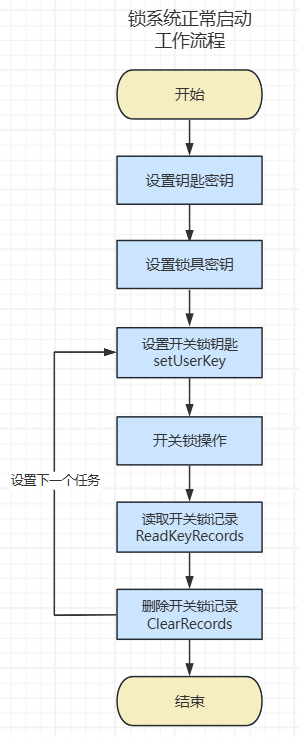 锁系统正常启动
工作流程
开始
设置钥匙密钥
设置锁具密钥
设置开关锁钥匙
setUserKey
开关锁操作
设置下一个任务
读取开关锁记录
ReadKeyRecords
删除开关锁记录
ClearRecords
结束